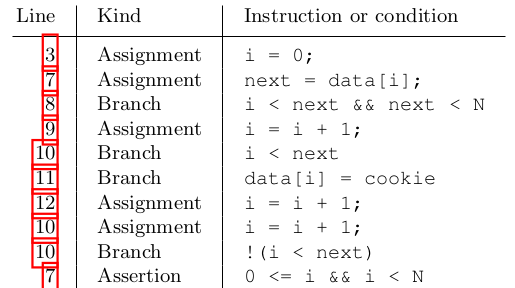 Line Kind Instruction or condition
3 Assignment i = 0;
7 Assignment next = data[i];
8 Branch i < next && next < N
9 Assignment i = i + 1;
10 Branch i < next
11 Branch data[i] = cookie
12 Assignment i = i + 1;
10 Assignment i = i + 1;
10 Branch !(i < next)
7 Assertion 0 <= i && i < N